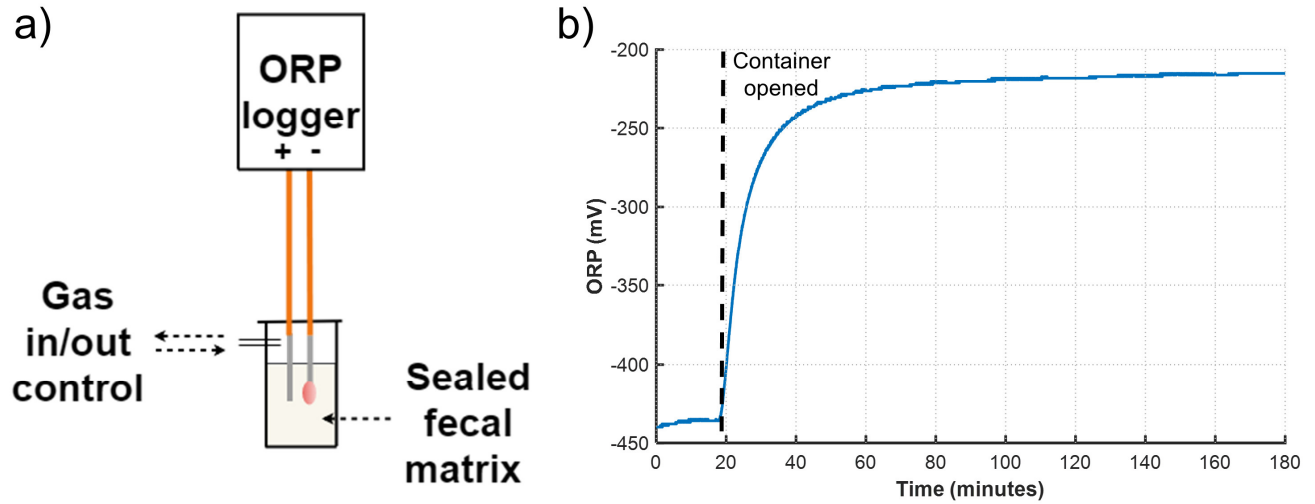 a)
ORP
logger
+ -
Gas
in/out
control
Sealed
fecal
matrix
b)
-200
-250
-300
-350
-400
-450
ORP (mV)
Container
opened
0 20 40 60 80 100 120 140 160 180
Time (minutes)